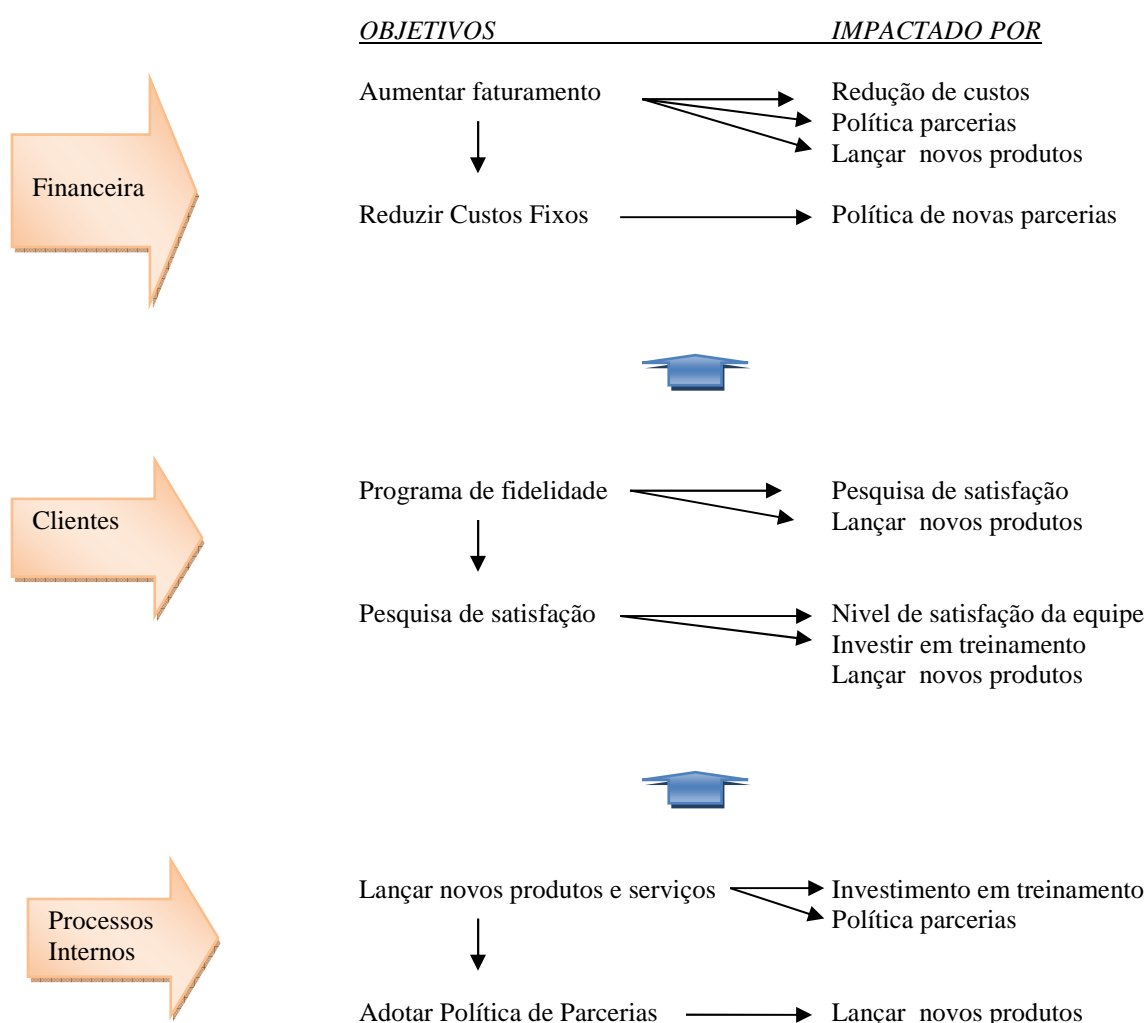 OBJETIVOS IMPACTADO POR
Aumentar faturamento Redução de custos
Política parcerias
Lançar novos produtos
Financeira
Reduzir Custos Fixos Política de novas parcerias
Programa de fidelidade Pesquisa de satisfação
Clientes Lançar novos produtos
Pesquisa de satisfação Nivel de satisfação da equipe
Investir em treinamento
Lançar novos produtos
Lançar novos produtos e serviços Investimento em treinamento
Processos Política parcerias
Internos
Adotar Política de Parcerias Lançar novos produtos